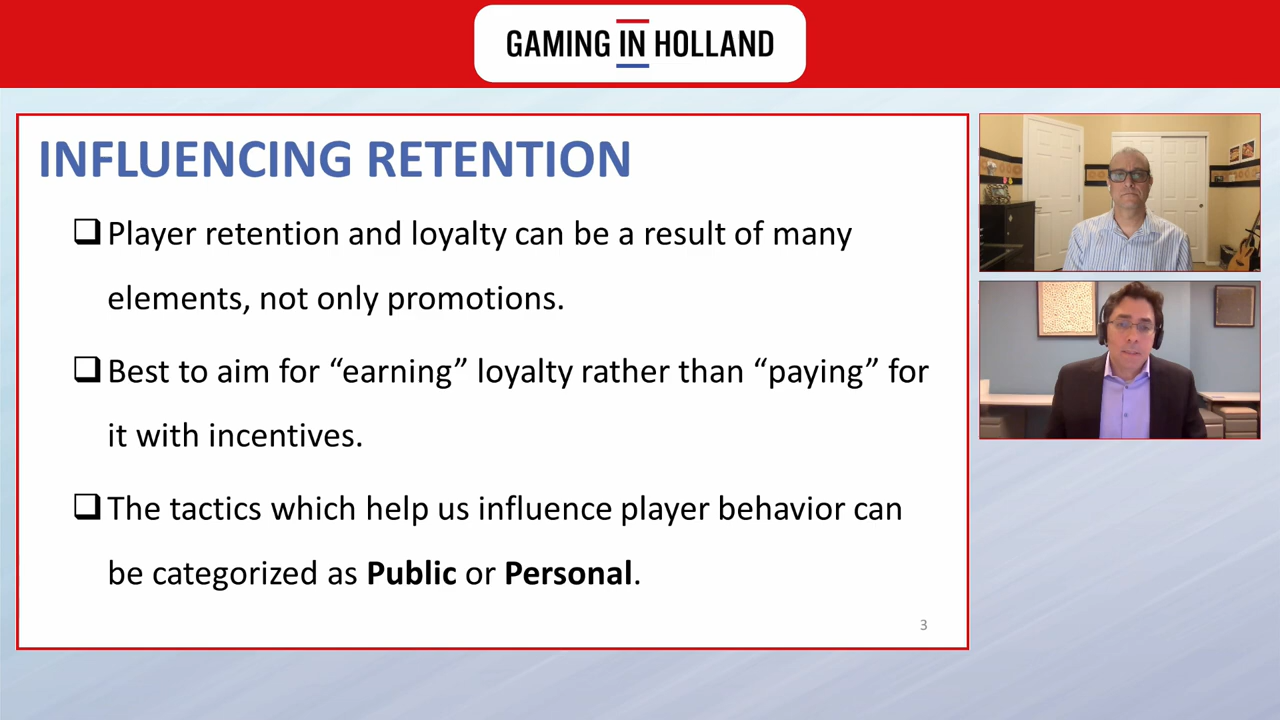 GAMING IN HOLLAND
INFLUENCING RETENTION
Player retention and loyalty can be a result of many
elements, not only promotions.
Best to aim for “earning” loyalty rather than “paying” for
it with incentives.
The tactics which help us influence player behavior can
be categorized as Public or Personal.
3